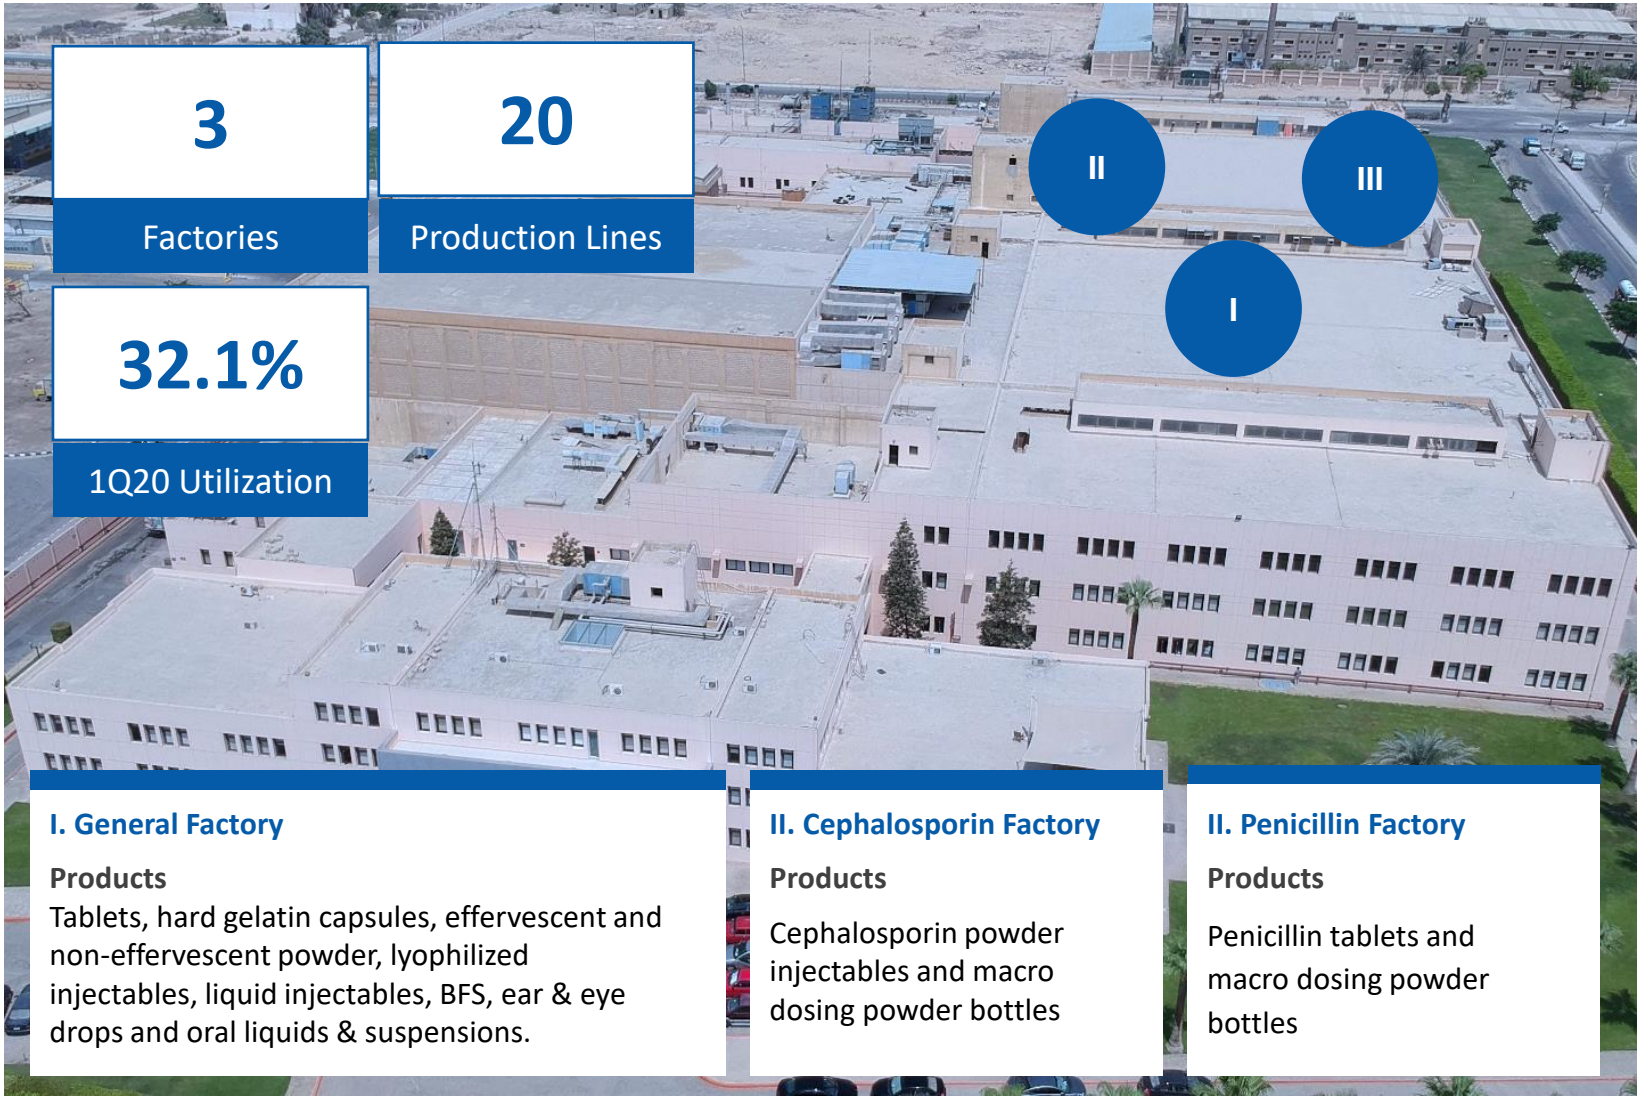 3
Factories
20
Production Lines
32.1%
1Q20 Utilization
II
III
I
I. General Factory
Products
Tablets, hard gelatin capsules, effervescent and
non-effervescent powder, lyophilized
injectables, liquid injectables, BFS, ear & eye
drops and oral liquids & suspensions.
II. Cephalosporin Factory
Products
Cephalosporin powder
injectables and macro
dosing powder bottles
II. Penicillin Factory
Products
Penicillin tablets and
macro dosing powder
bottles